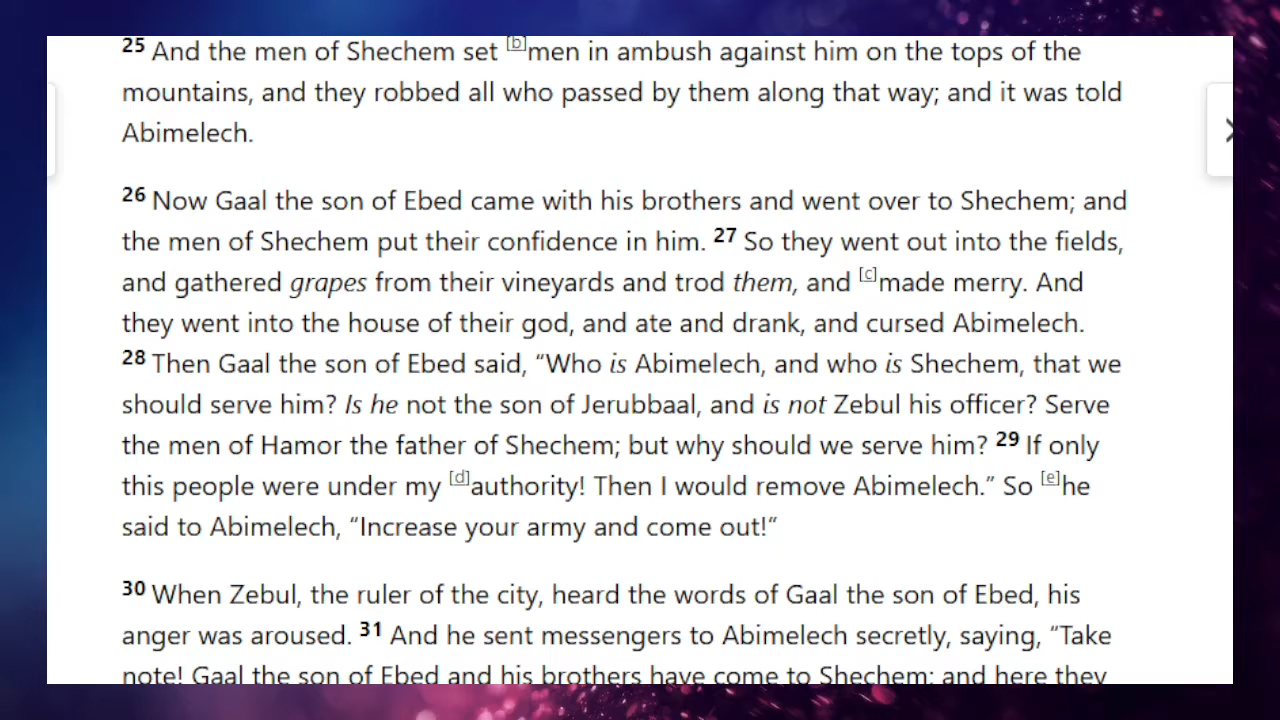 25 And the men of Shechem set [b]men in ambush against him on the tops of the
mountains, and they robbed all who passed by them along that way; and it was told
Abimelech.
26 Now Gaal the son of Ebed came with his brothers and went over to Shechem; and
the men of Shechem put their confidence in him. 27 So they went out into the fields,
and gathered grapes from their vineyards and trod them, and [c]made merry. And
they went into the house of their god, and ate and drank, and cursed Abimelech.
28 Then Gaal the son of Ebed said, “Who is Abimelech, and who is Shechem, that we
should serve him? Is he not the son of Jerubbaal, and is not Zebul his officer? Serve
the men of Hamor the father of Shechem; but why should we serve him? 29 If only
this people were under my [d]authority! Then I would remove Abimelech.” So [e]he
said to Abimelech, “Increase your army and come out!”
30 When Zebul, the ruler of the city, heard the words of Gaal the son of Ebed, his
anger was aroused. 31 And he sent messengers to Abimelech secretly, saying, “Take
note! Gaal the son of Ebed and his brothers have come to Shechem; and here they